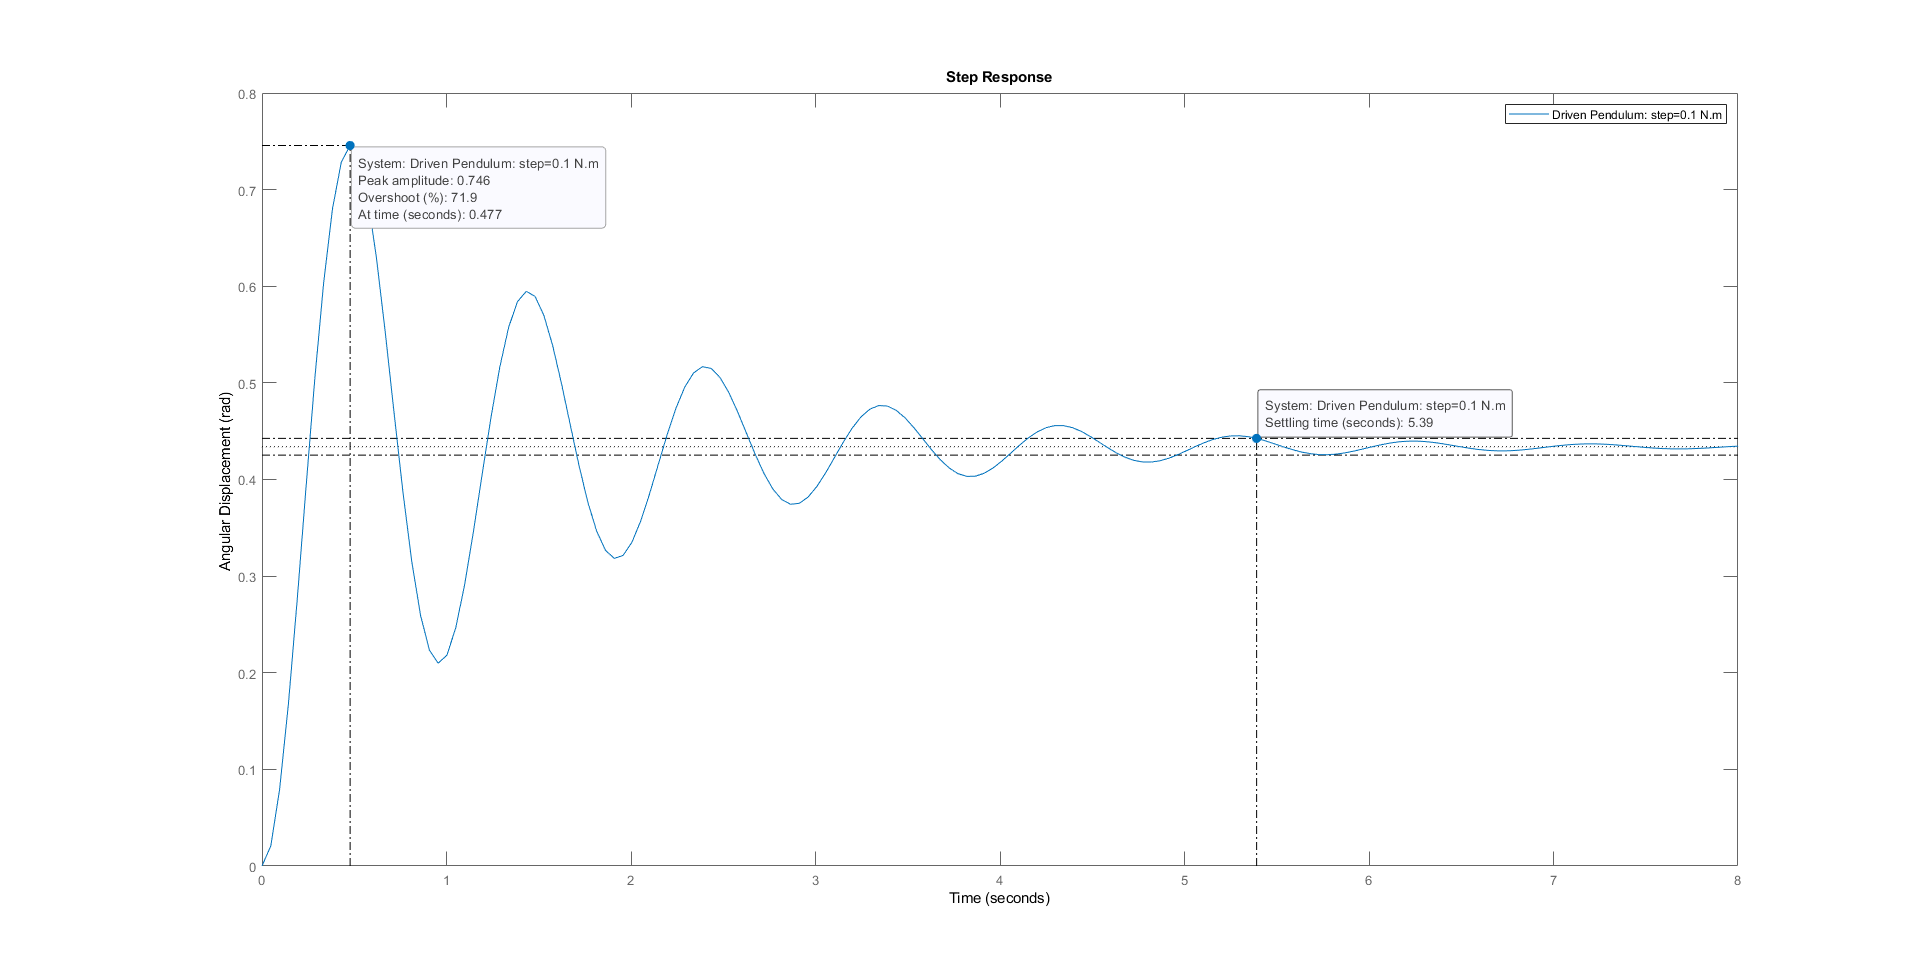 Step Response
Driven Pendulum: step=0.1 N.m
System: Driven Pendulum: step=0.1 N.m
Peak amplitude: 0.746
Overshoot (%): 71.9
At time (seconds): 0.477
System: Driven Pendulum: step=0.1 N.m
Settling time (seconds): 5.39
Angular Displacement (rad)
0.8
0.7
0.6
0.5
0.4
0.3
0.2
0.1
0
0 1 2 3 4 5 6 7 8
Time (seconds)